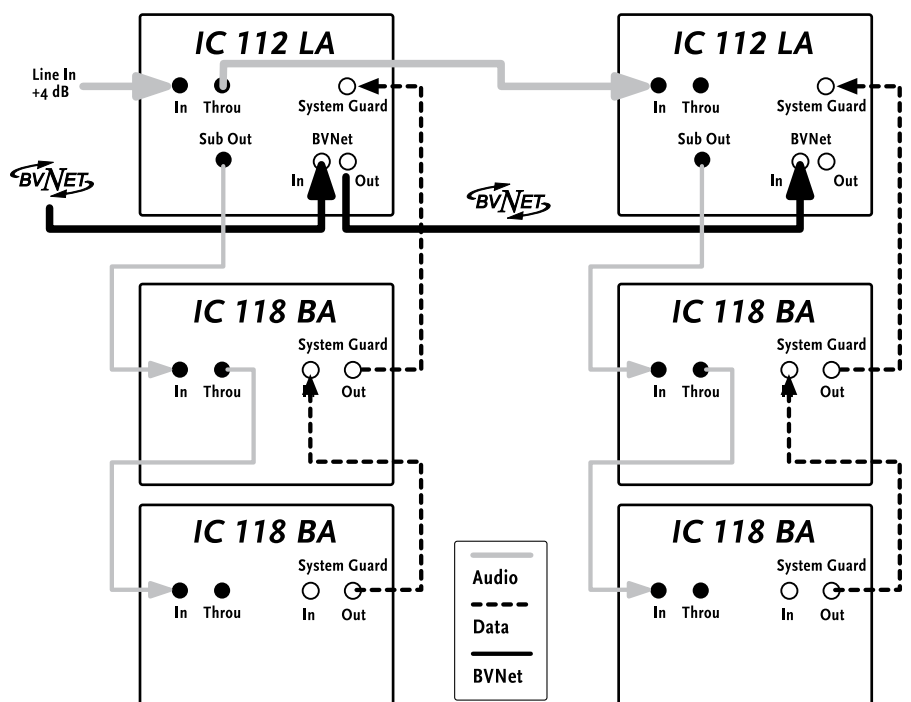 IC 112 LA
IC 112 LA
Line In
+4 dB
In Throu System Guard
In Throu System Guard
Sub Out BVNet
Sub Out BVNet
In Out
In Out
BVNET
BVNET
IC 118 BA
IC 118 BA
System Guard
System Guard
In Throu In Out
In Throu In Out
IC 118 BA
IC 118 BA
System Guard
System Guard
In Throu In Out
In Throu In Out
Audio
Data
BVNet